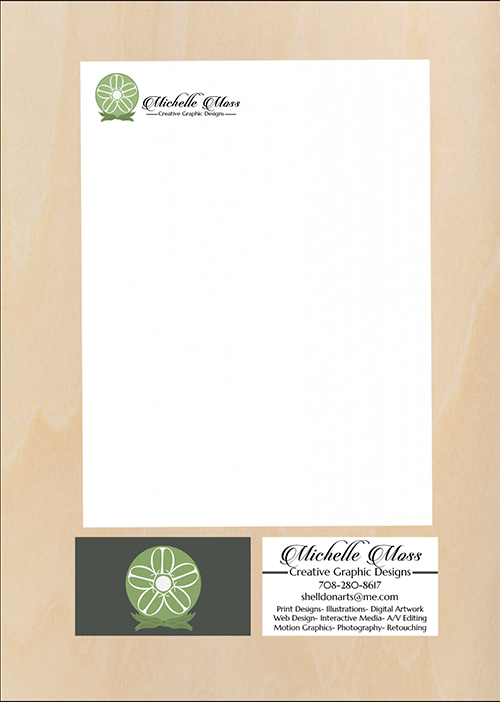 Michelle Moss
Creative Graphic Designs
Michelle Moss
Creative Graphic Designs
708-280-8617
shelldonarts@me.com
Print Designs- Illustrations- Digital Artwork
Web Design- Interactive Media- A/V Editing
Motion Graphics- Photography- Retouching